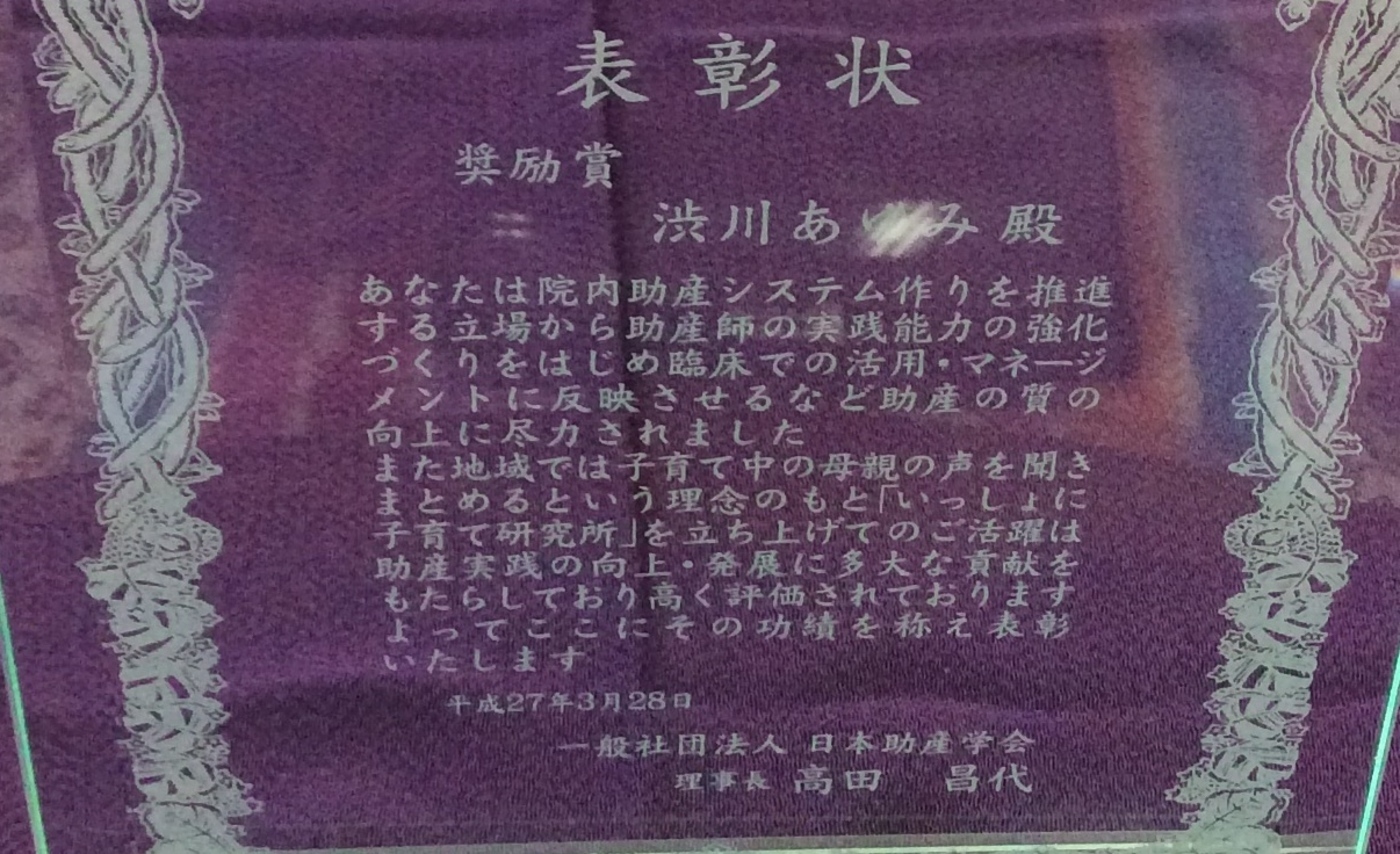 表彰状
奨励賞
渋川あゆみ殿
あなたは院内助産システム作りを推進
する立場から助産師の実践能力の強化
づくりをはじめ臨床での活用・マネージ
メントに反映させるなど助産の質の
向上に尽力されました
また地域では子育て中の母親の声を聞き
まとめるという理念のもと「いっしょに
子育て研究所」を立ち上げてのご活躍は
助産実践の向上・発展に多大な貢献を
もたらしており高く評価されております
よってここにその功績を称え表彰
いたします
平成27年3月28日
一般社団法人 日本助産学会
理事長 高田 昌代